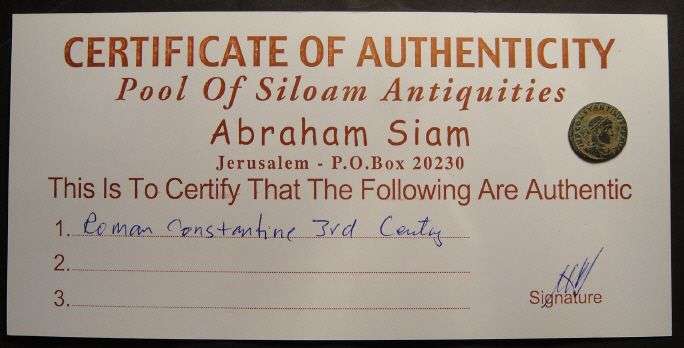 CERTIFICATE OF AUTHENTICITY
Pool Of Siloam Antiquities
Abraham Siam
Jerusalem - P.O.Box 20230
This Is To Certify That The Following Are Authentic
1. Roman Constantine 3rd
2.
3.
Signature